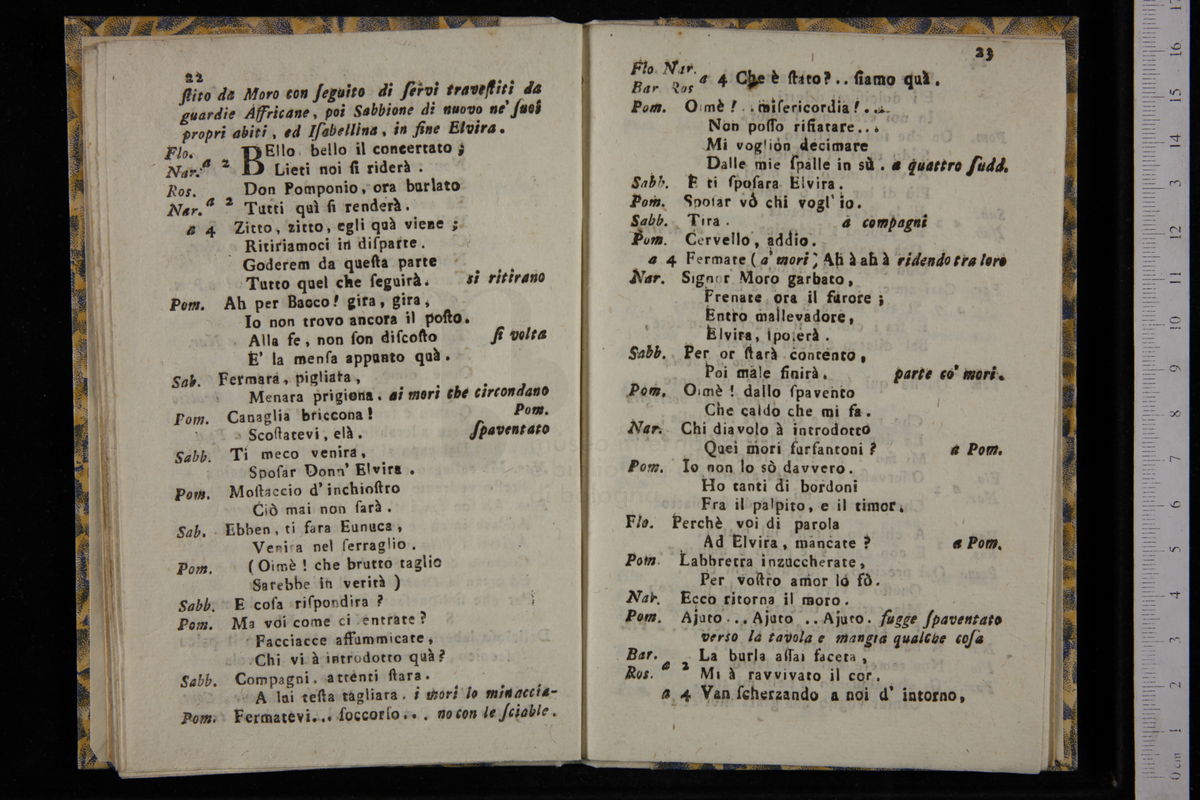 22
ſtito da Moro con ſeguito di ſervi traveſtiti da
guardie Affricane, poi Sabbione di nuovo ne' ſuoi
propri abiti, ed Iſabellina, in fine Elvira.
Flo. Nar. a 2 BEllo bello il concertato;
Lieti noi ſi riderà.
Ros. Nar. a 2 Don Pomponio, ora burlato
Tutti quì ſi renderà.
a 4 Zitto, zitto, egli quà viene;
Ritiriamoci in diſparte.
Goderem da queſta parte
Tutto quel che ſeguirà. si ritirano
Pom. Ah per Bacco! gira, gira,
Io non trovo ancora il poſto.
Alla fe, non ſon diſcoſto ſi volta
E' la menſa appunto quà.
Sab. Fermara, pigliata,
Menara prigiona. ai mori che circondano
Pom. Canaglia briccona! Pom.
Scoſtatevi, elà. ſpaventato
Sabb. Ti meco venira,
Spoſar Donn' Elvira.
Pom. Moſtaccio d' inchioſtro
Ciò mai non farà.
Sab. Ebben, ti fara Eunuca,
Venira nel ſerraglio.
Pom. (Oimè! che brutto taglio
Sarebbe in verità)
Sabb. E coſa riſpondira?
Pom. Ma voi come ci entrate?
Facciacce affummicate,
Chi vi à introdotto quà?
Sabb. Compagni, attenti ſtara.
A lui teſta tagliara. i mori lo minaccia-
Pom. Fermatevi... ſoccorſo... no con le ſciable.
23
Flo. Nar. Bar. Ros a 4 Che è ſtato?.. ſiamo quà.
Pom. Oimè!.. miſericordia!...
Non poſſo rifiatare...
Mi voglion decimare
Dalle mie ſpalle in sù. a quattro ſudd.
Sabb. E ti ſpoſara Elvira.
Pom. Spoſar vò chi vogl' io.
Sabb. Tira. a compagni
Pom. Cervello, addio.
a 4 Fermate (a' mori) Ah à ah à ridendo tra loro
Nar. Signor Moro garbato,
Frenate ora il furore;
Entro mallevadore,
Elvira, ſpoſerà.
Sabb. Per or ſtarà contento,
Poi male finirà. parte co' mori.
Pom. Oimè! dallo ſpavento
Che caldo che mi fa.
Nar. Chi diavolo à introdotto
Quei mori furfantoni? a Pom.
Pom. Io non lo sò davvero.
Ho tanti di bordoni
Fra il palpito, e il timor.
Flo. Perchè voi di parola
Ad Elvira, mancate? a Pom.
Pom. Labbretta inzuccherate,
Per voſtro amor lo fò.
Nar. Ecco ritorna il moro.
Pom. Ajuto... Ajuto.. Ajuto. fugge ſpaventato
verso la tavola e mangia qualche coſa
Bar. Ros. a 2 La burla aſſai faceta,
Mi à ravvivato il cor.
a 4 Van ſcherzando a noi d' intorno,